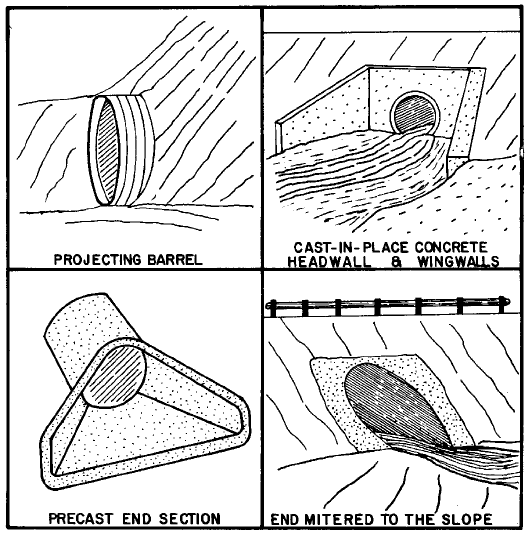 PROJECTING BARREL
CAST-IN-PLACE CONCRETE
HEADWALL & WINGWALLS
PRECAST END SECTION
END MITERED TO THE SLOPE